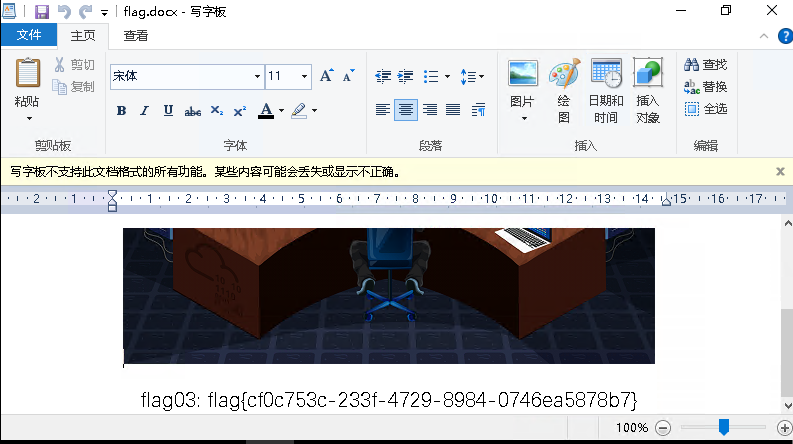 flag.docx - 写字板
文件 主页 查看
粘贴 剪切 复制
宋体 11
B I U abc X₂ X²
A
图片 绘图 日期和时间 插入对象
查找 替换 全选
剪贴板 字体 段落 插入 编辑
写字板不支持此文档格式的所有功能。某些内容可能会丢失或显示不正确。
2 1 1 2 3 4 5 6 7 8 9 10 11 12 13 14 15 16 17
flag03: flag{cf0c753c-233f-4729-8984-0746ea5878b7}
100%